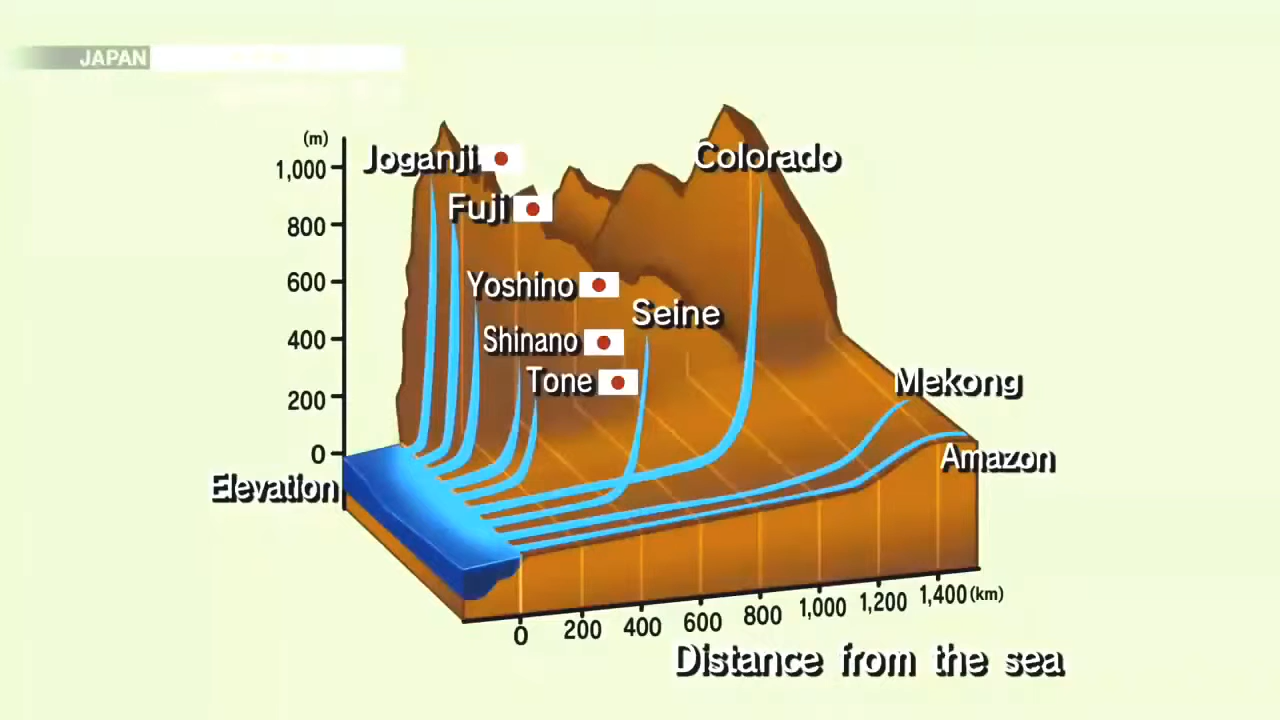 JAPAN
(m)
1,000
800
600
400
200
0
Joganji
Fuji
Yoshino
Shinano
Tone
Seine
Colorado
Mekong
Amazon
Elevation
0 200 400 600 800 1,000 1,200 1,400 (km)
Distance from the sea